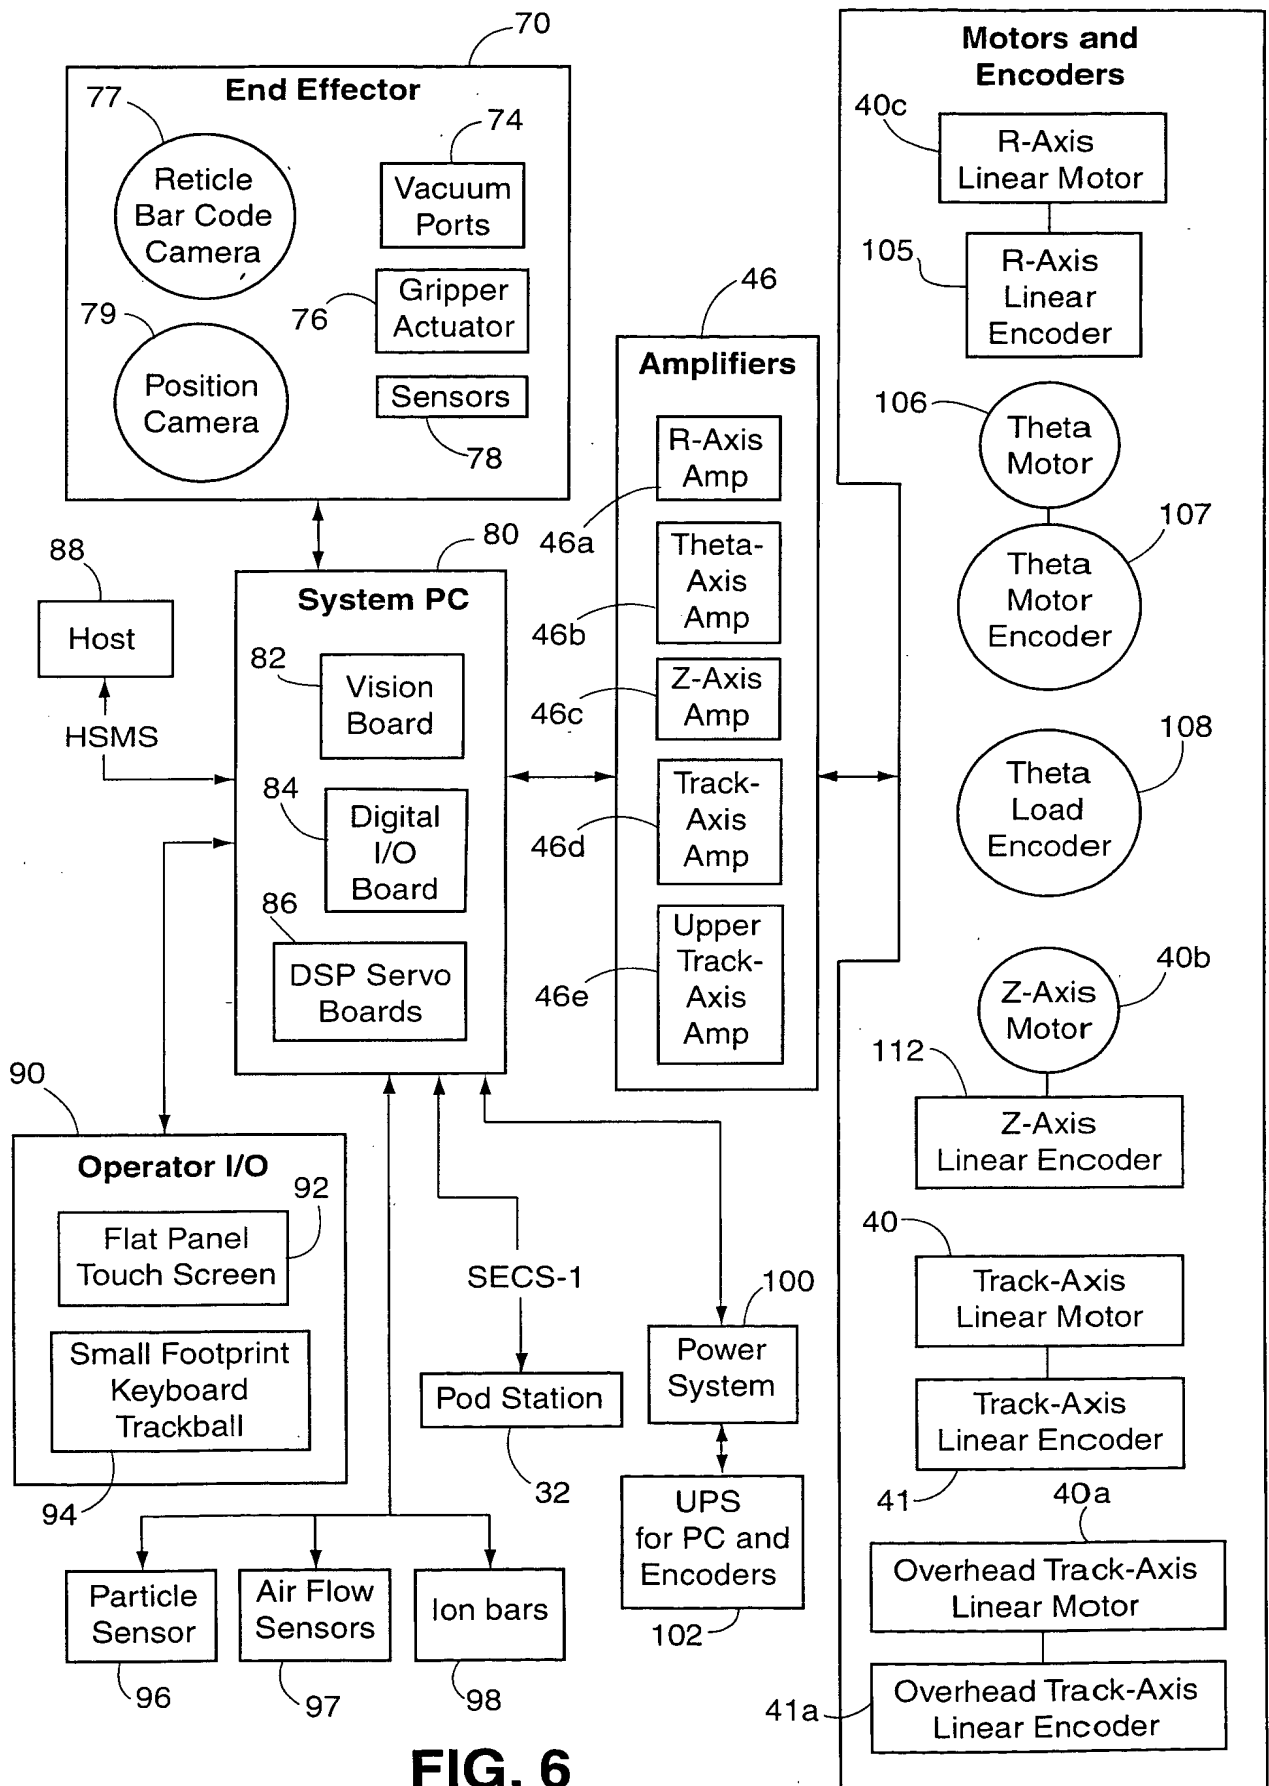 70
End Effector
77
Reticle
Bar Code
Camera
74
Vacuum
Ports
79
Position
Camera
76
Gripper
Actuator
Sensors
78
88
Host
HSMS
80
System PC
82
Vision
Board
84
Digital
I/O
Board
86
DSP Servo
Boards
46
Amplifiers
R-Axis
Amp
46a
Theta-
Axis
Amp
46b
Z-Axis
Amp
46c
Track-
Axis
Amp
46d
Upper
Track-
Axis
Amp
46e
Motors and
Encoders
40c
R-Axis
Linear Motor
105
R-Axis
Linear
Encoder
106
Theta
Motor
107
Theta
Motor
Encoder
108
Theta
Load
Encoder
40b
Z-Axis
Motor
112
Z-Axis
Linear Encoder
40
Track-Axis
Linear Motor
Track-Axis
Linear Encoder
41
40a
Overhead Track-Axis
Linear Motor
41a
Overhead Track-Axis
Linear Encoder
90
Operator I/O
92
Flat Panel
Touch Screen
Small Footprint
Keyboard
Trackball
94
SECS-1
Pod Station
32
100
Power
System
UPS
for PC and
Encoders
102
Particle
Sensor
96
Air Flow
Sensors
97
Ion bars
98
FIG. 6